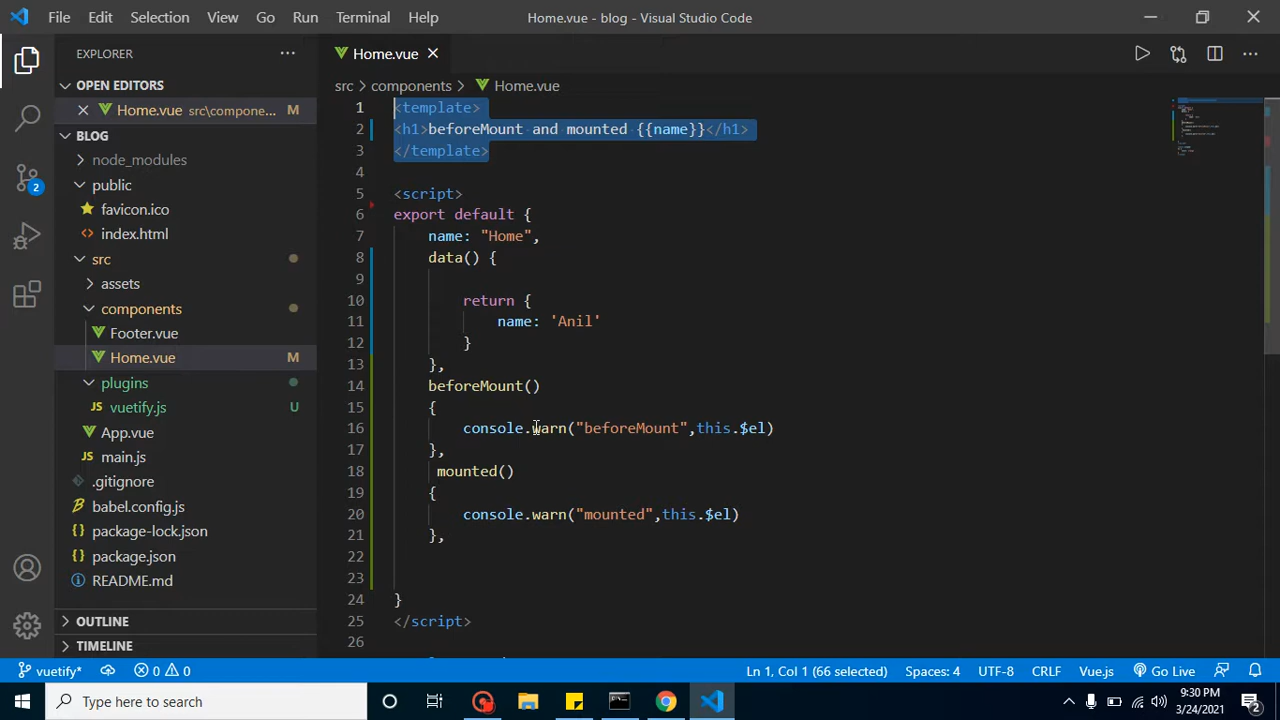 File Edit Selection View Go Run Terminal Help
Home.vue - blog - Visual Studio Code
EXPLORER
OPEN EDITORS
Home.vue src\compone... M
BLOG
node_modules
public
favicon.ico
index.html
src
assets
components
Footer.vue
Home.vue M
plugins
vuetify.js
App.vue
main.js
.gitignore
babel.config.js
package-lock.json
package.json
README.md
OUTLINE
TIMELINE
2
Home.vue
src > components > Home.vue
1 <template>
2 <h1>beforeMount and mounted {{name}}</h1>
3 </template>
4
5 <script>
6 export default {
7 name: "Home",
8 data() {
9
10 return {
11 name: 'Anil'
12 }
13 },
14 beforeMount()
15 {
16 console.warn("beforeMount",this.$el)
17 },
18 mounted()
19 {
20 console.warn("mounted",this.$el)
21 },
22
23
24 }
25 </script>
26
vuetify* 0 0 Ln 1, Col 1 (66 selected) Spaces: 4 UTF-8 CRLF Vue.js Go Live
Type here to search
9:30 PM
3/24/2021
2